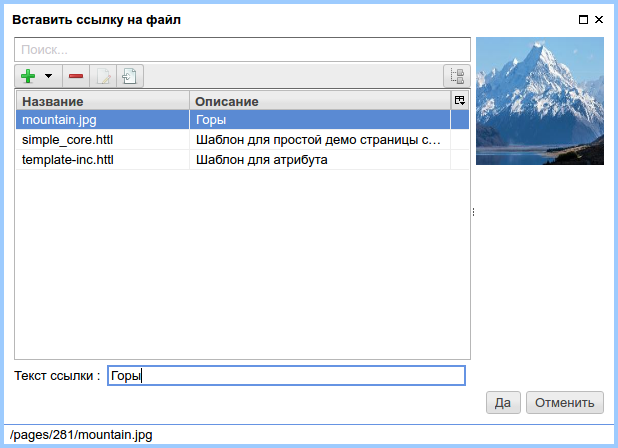 Вставить ссылку на файл
Поиск...
Название Описание
mountain.jpg Горы
simple_core.httl Шаблон для простой демо страницы с...
template-inc.httl Шаблон для атрибута
Текст ссылки : Горы
Да Отменить
/pages/281/mountain.jpg